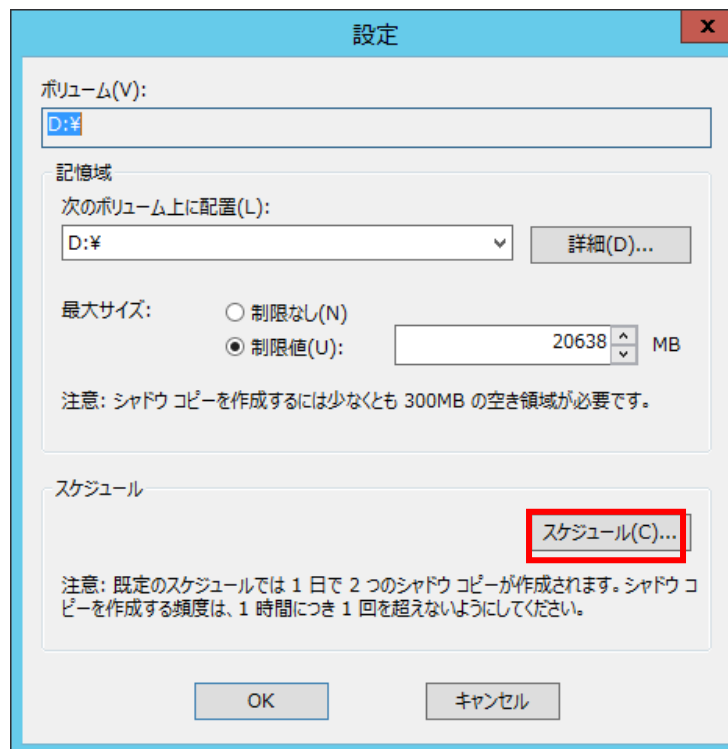 設定
x
ボリューム(V):
D:¥
記憶域
次のボリューム上に配置(L):
D:¥
詳細(D)...
最大サイズ:
制限なし(N)
制限値(U):
20638
MB
注意: シャドウ コピーを作成するには少なくとも 300MB の空き領域が必要です。
スケジュール
スケジュール(C)...
注意: 既定のスケジュールでは 1 日で 2 つのシャドウ コピーが作成されます。シャドウ コ
ピーを作成する頻度は、1 時間につき 1 回を超えないようにしてください。
OK
キャンセル